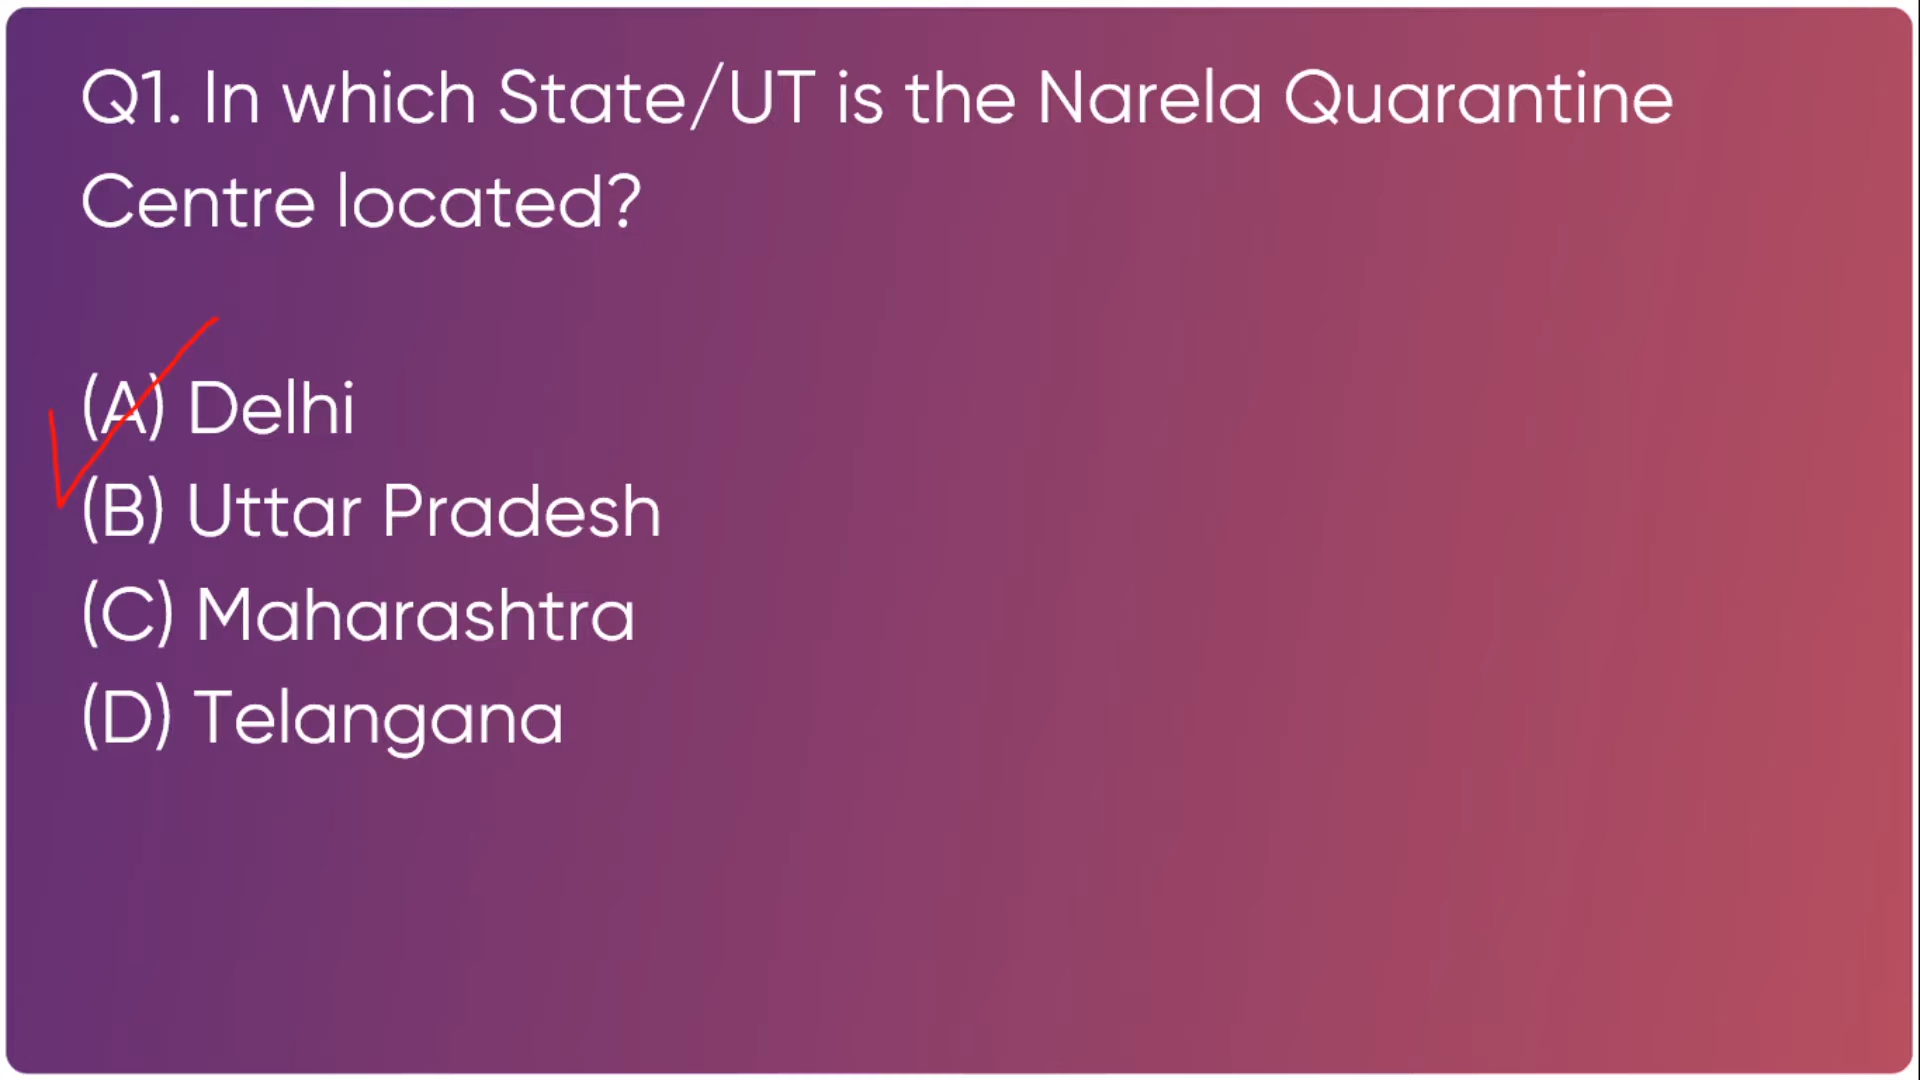 Q1. In which State/UT is the Narela Quarantine
Centre located?
(A) Delhi
(B) Uttar Pradesh
(C) Maharashtra
(D) Telangana